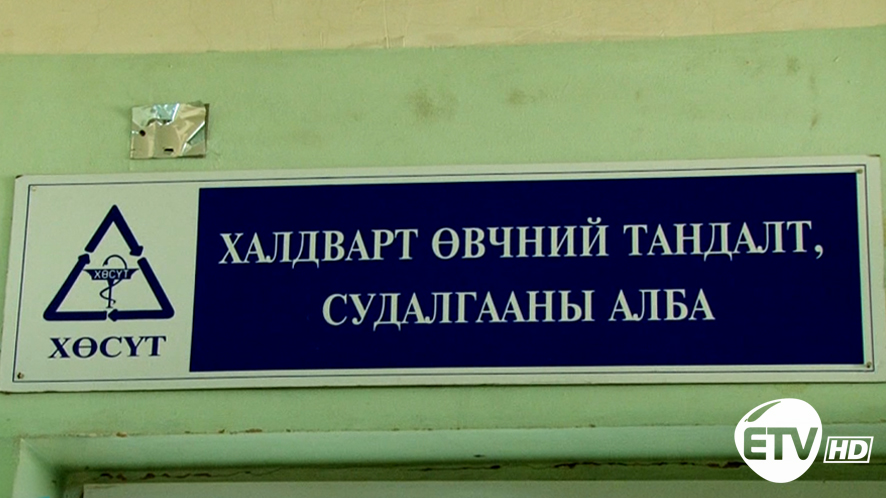 ХАЛДВАРТ ӨВЧНИЙ ТАНДАЛТ,
СУДАЛГААНЫ АЛБА
ХӨСҮТ
ХӨСҮТ
ETV HD